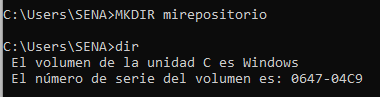 C:\Users\SENA>MKDIR mirepositorio
C:\Users\SENA>dir
El volumen de la unidad C es Windows
El número de serie del volumen es: 0647-04C9